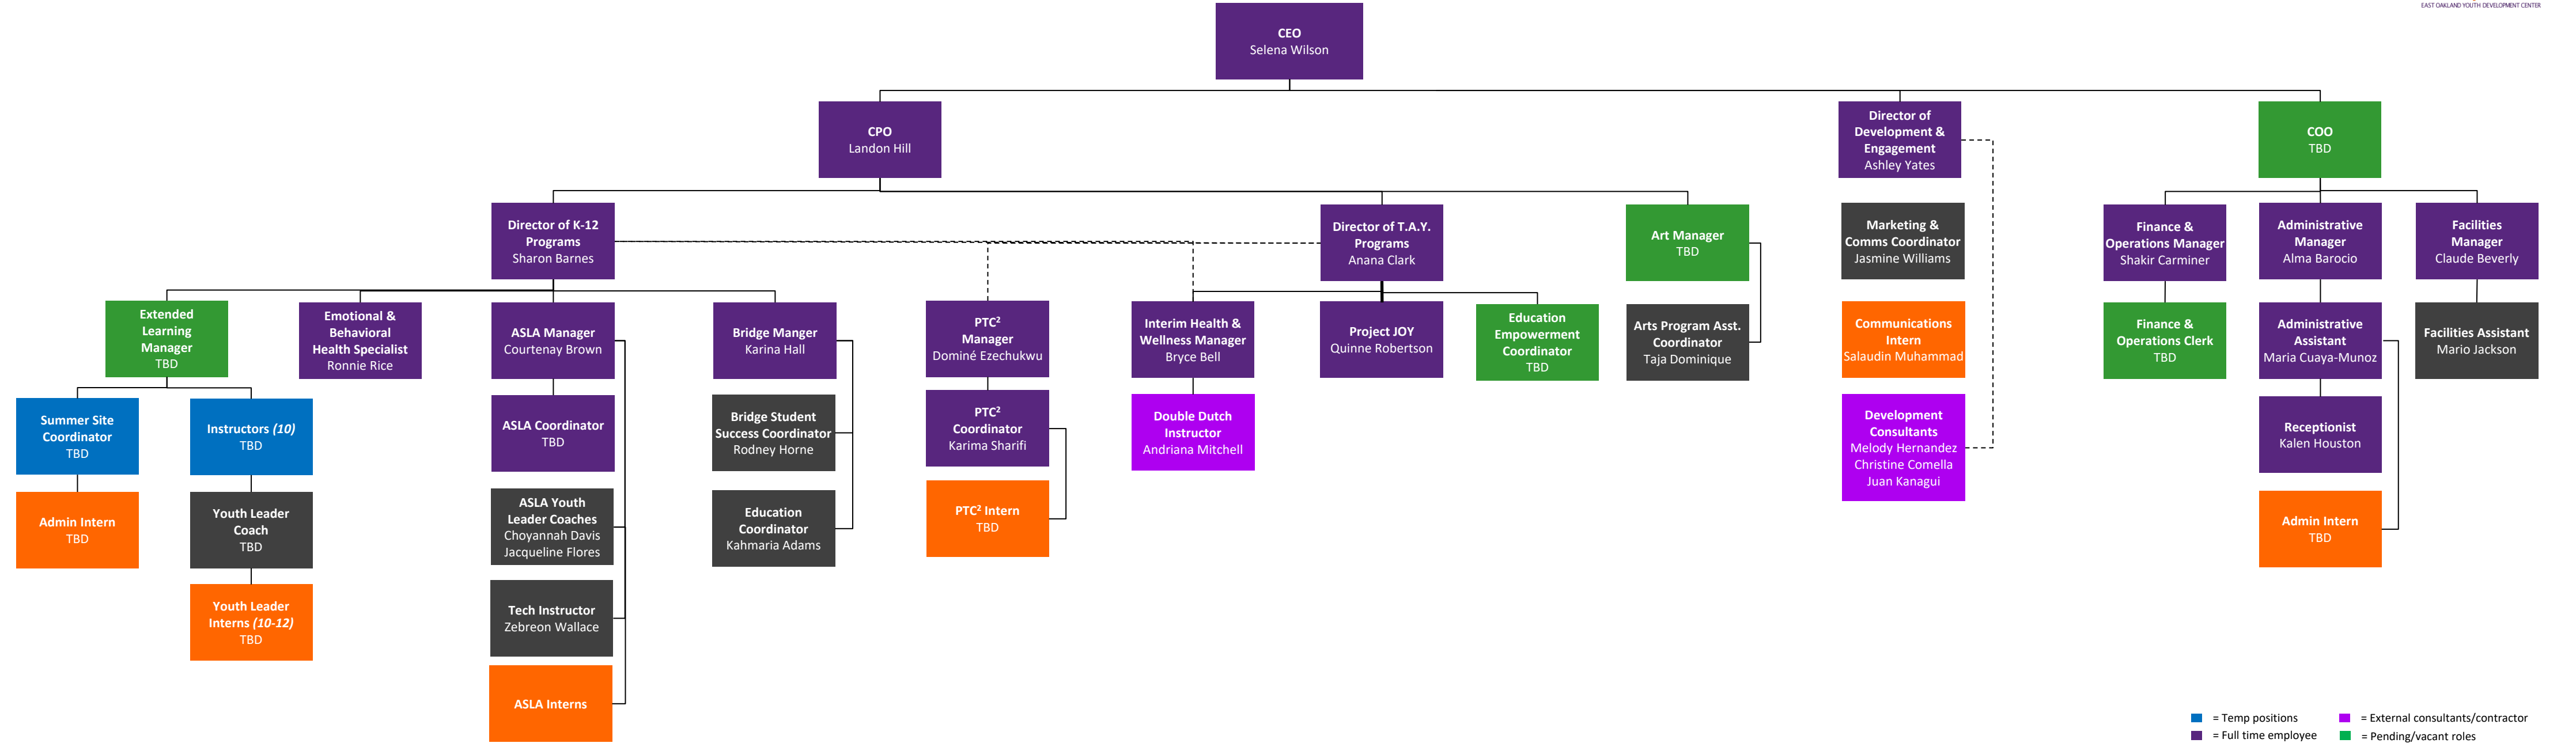 EAST OAKLAND YOUTH DEVELOPMENT CENTER
CEO
Selena Wilson
CPO
Landon Hill
Director of
Development &
Engagement
Ashley Yates
COO
TBD
Director of K-12
Programs
Sharon Barnes
Director of T.A.Y.
Programs
Anana Clark
Art Manager
TBD
Marketing &
Comms Coordinator
Jasmine Williams
Finance &
Operations Manager
Shakir Carminer
Administrative
Manager
Alma Barocio
Facilities
Manager
Claude Beverly
Extended
Learning
Manager
TBD
Emotional &
Behavioral
Health Specialist
Ronnie Rice
ASLA Manager
Courtenay Brown
Bridge Manger
Karina Hall
PTC²
Manager
Dominé Ezechukwu
Interim Health &
Wellness Manager
Bryce Bell
Project JOY
Quinne Robertson
Education
Empowerment
Coordinator
TBD
Arts Program Asst.
Coordinator
Taja Dominique
Communications
Intern
Salaudin Muhammad
Finance &
Operations Clerk
TBD
Administrative
Assistant
Maria Cuaya-Munoz
Facilities Assistant
Mario Jackson
Summer Site
Coordinator
TBD
Instructors (10)
TBD
ASLA Coordinator
TBD
Bridge Student
Success Coordinator
Rodney Horne
PTC²
Coordinator
Karima Sharifi
Double Dutch
Instructor
Andriana Mitchell
Development
Consultants
Melody Hernandez
Christine Comella
Juan Kanagui
Receptionist
Kalen Houston
Admin Intern
TBD
Youth Leader
Coach
TBD
ASLA Youth
Leader Coaches
Choyannah Davis
Jacqueline Flores
Education
Coordinator
Kahmaria Adams
PTC² Intern
TBD
Admin Intern
TBD
Youth Leader
Interns (10-12)
TBD
Tech Instructor
Zebreon Wallace
ASLA Interns
= Temp positions
= External consultants/contractor
= Full time employee
= Pending/vacant roles